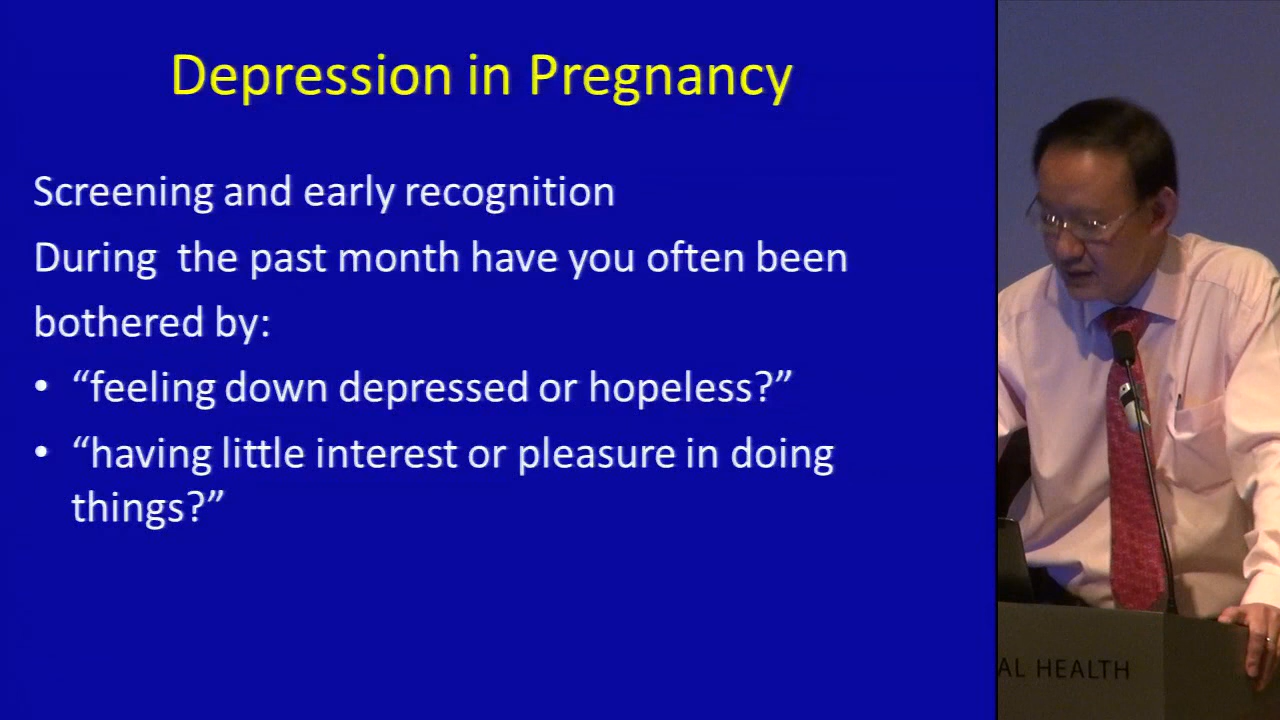 Depression in Pregnancy
Screening and early recognition
During  the past month have you often been
bothered by:
• “feeling down depressed or hopeless?”
• “having little interest or pleasure in doing
things?”
AL HEALTH